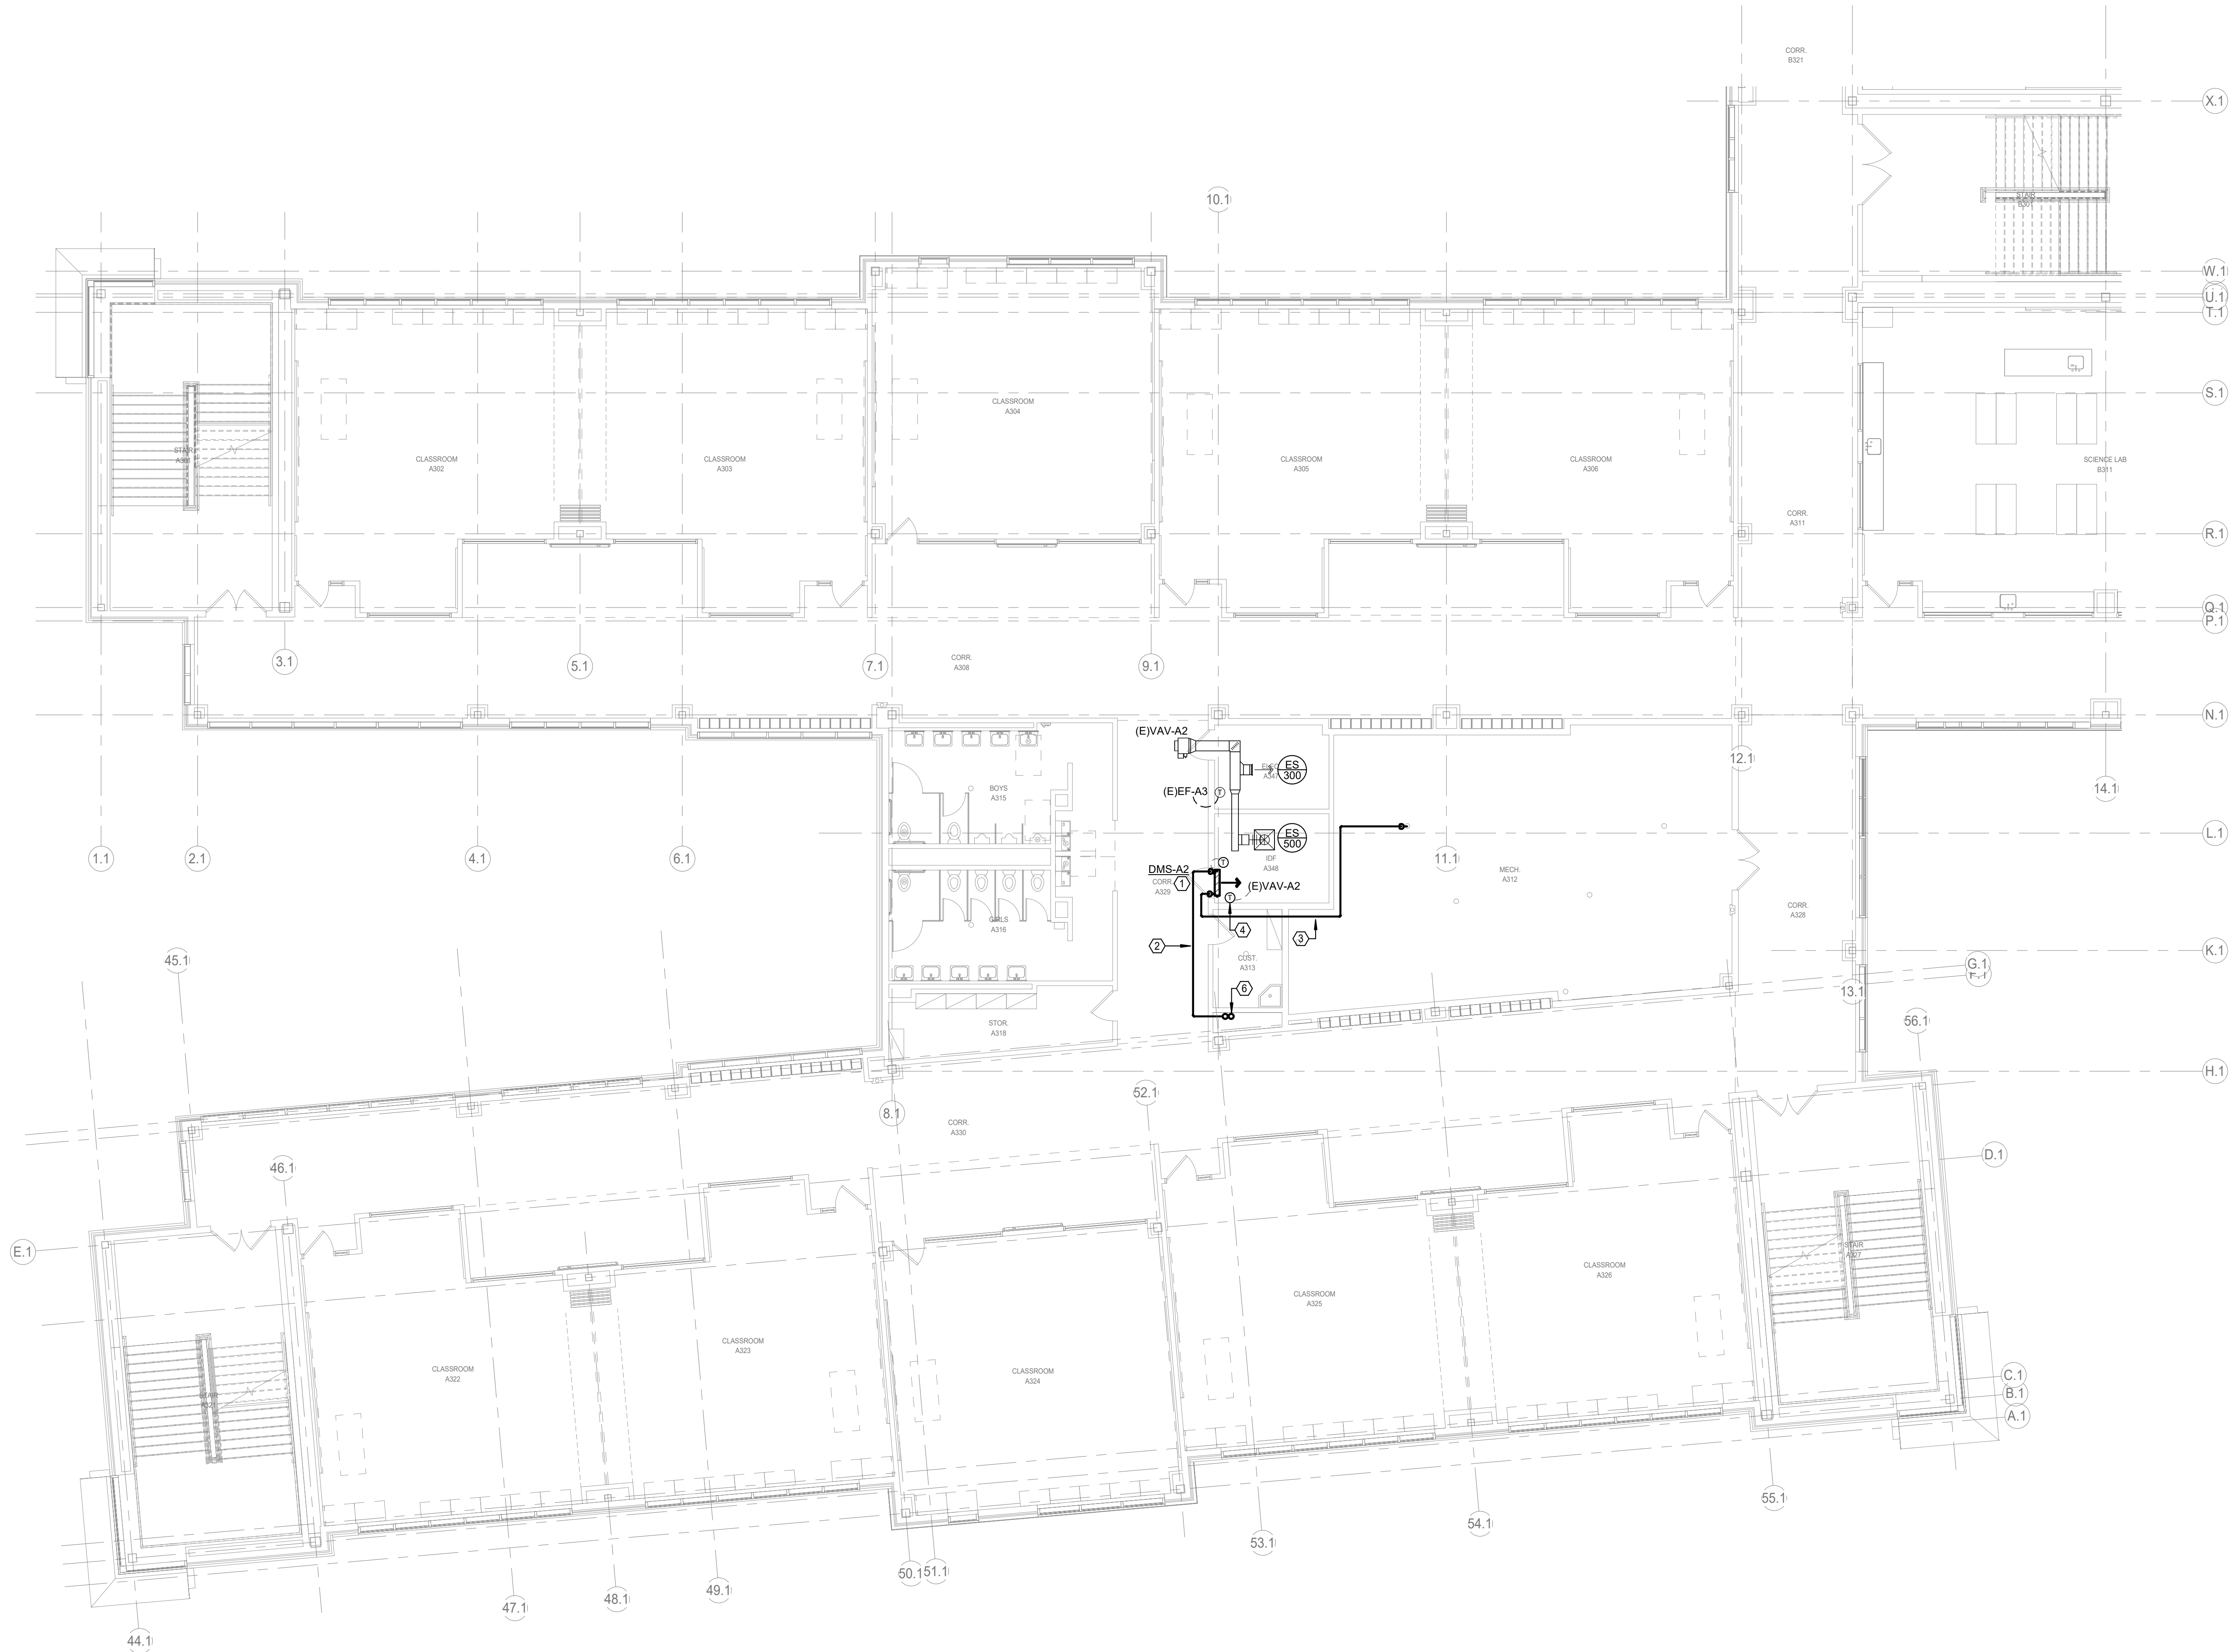 CORR.
B321
X.1
STAIR
10.1
W.1
U.1
T.1
S.1
CLASSROOM
A304
STAIR
CLASSROOM
A302
CLASSROOM
A303
CLASSROOM
A305
CLASSROOM
A306
SCIENCE LAB
B311
CORR.
A311
R.1
Q.1
P.1
3.1
5.1
7.1
9.1
CORR.
A308
N.1
(E)VAV-A2
12.1
ES
300
14.1
BOYS
A315
(E)EF-A3
T
L.1
ES
500
1.1
2.1
4.1
6.1
11.1
IDF
A348
T
DMS-A2
1
CORR.
A329
(E)VAV-A2
MECH.
A312
T
CORR.
A328
GIRLS
A316
4
2
3
K.1
45.1
CUST.
A313
G.1
F.1
6
13.1
STOR.
A318
56.1
H.1
52.1
8.1
CORR.
A330
46.1
D.1
E.1
STAIR
A327
CLASSROOM
A326
CLASSROOM
A325
CLASSROOM
A323
CLASSROOM
A322
CLASSROOM
A324
C.1
B.1
STAIR
A321
A.1
55.1
54.1
53.1
50.1
51.1
49.1
48.1
47.1
44.1